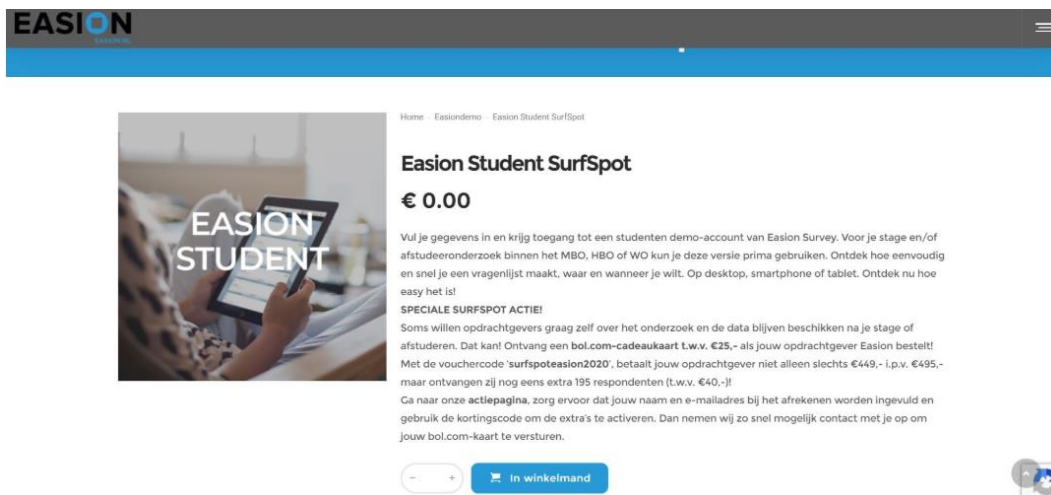 EASION
EASION.NL
Home - Easiondemo - Easion Student SurfSpot
Easion Student SurfSpot
€ 0.00
EASION
STUDENT
Vul je gegevens in en krijg toegang tot een studenten demo-account van Easion Survey. Voor je stage en/of
afstudeeronderzoek binnen het MBO, HBO of WO kun je deze versie prima gebruiken. Ontdek hoe eenvoudig
en snel je een vragenlijst maakt, waar en wanneer je wilt. Op desktop, smartphone of tablet. Ontdek nu hoe
easy het is!
SPECIALE SURFSPOT ACTIE!
Soms willen opdrachtgevers graag zelf over het onderzoek en de data blijven beschikken na je stage of
afstuderen. Dat kan! Ontvang een bol.com-cadeaukaart t.w.v. €25,- als jouw opdrachtgever Easion bestelt!
Met de vouchercode 'surfspoteasion2020', betaalt jouw opdrachtgever niet alleen slechts €449,- i.p.v. €495,-
maar ontvangen zij nog eens extra 195 respondenten (t.w.v. €40,-)!
Ga naar onze actiepagina, zorg ervoor dat jouw naam en e-mailadres bij het afrekenen worden ingevuld en
gebruik de kortingscode om de extra's te activeren. Dan nemen wij zo snel mogelijk contact met je op om
jouw bol.com-kaart te versturen.
- +
In winkelmand